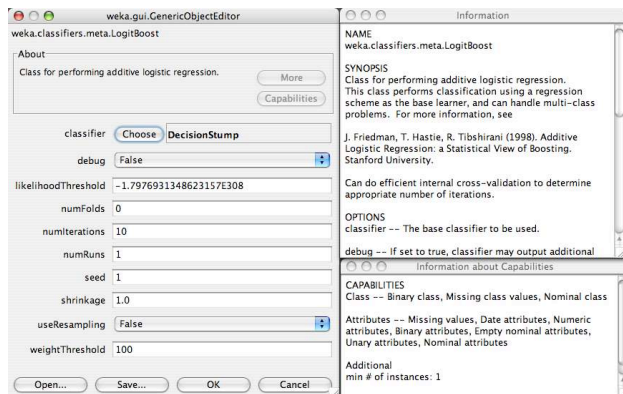 weka.gui.GenericObjectEditor
weka.classifiers.meta.LogitBoost
About
Class for performing additive logistic regression.
More
Capabilities
classifier Choose DecisionStump
debug False
likelihoodThreshold -1.7976931348623157E308
numFolds 0
numIterations 10
numRuns 1
seed 1
shrinkage 1.0
useResampling False
weightThreshold 100
Open... Save... OK Cancel
Information
NAME
weka.classifiers.meta.LogitBoost
SYNOPSIS
Class for performing additive logistic regression.
This class performs classification using a regression
scheme as the base learner, and can handle multi-class
problems. For more information, see
J. Friedman, T. Hastie, R. Tibshirani (1998). Additive
Logistic Regression: a Statistical View of Boosting.
Stanford University.
Can do efficient internal cross-validation to determine
appropriate number of iterations.
OPTIONS
classifier -- The base classifier to be used.
debug -- If set to true, classifier may output additional
Information about Capabilities
CAPABILITIES
Class -- Binary class, Missing class values, Nominal class
Attributes -- Missing values, Date attributes, Numeric
attributes, Binary attributes, Empty nominal attributes,
Unary attributes, Nominal attributes
Additional
min # of instances: 1